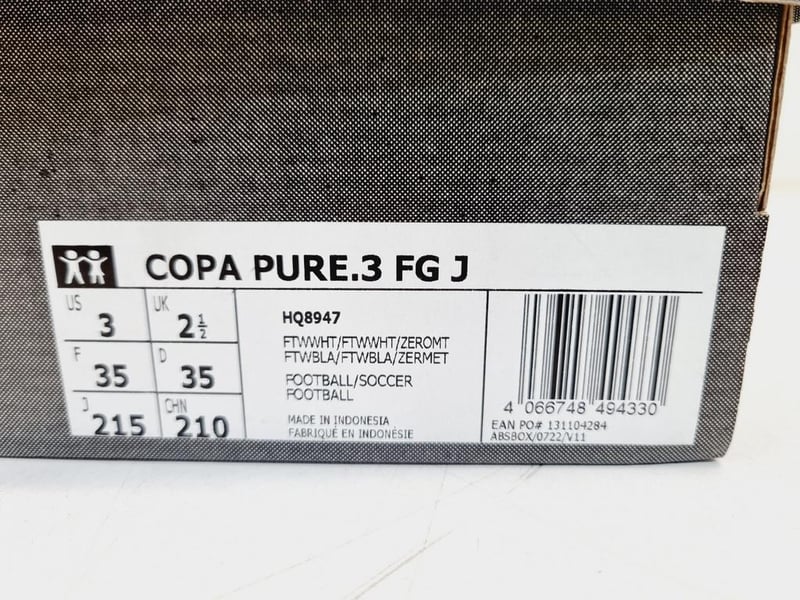 COPA PURE.3 FG J
US 3 UK 2½
F 35 D 35
J 215 CHN 210
HQ8947
FTWWHT/FTWWHT/ZEROMT
FTWBLA/FTWBLA/ZERMET
FOOTBALL/SOCCER
FOOTBALL
MADE IN INDONESIA
FABRIQUÉ EN INDONÉSIE
4 066748 494330
EAN PO# 131104284
ABSBOX/0722/V11